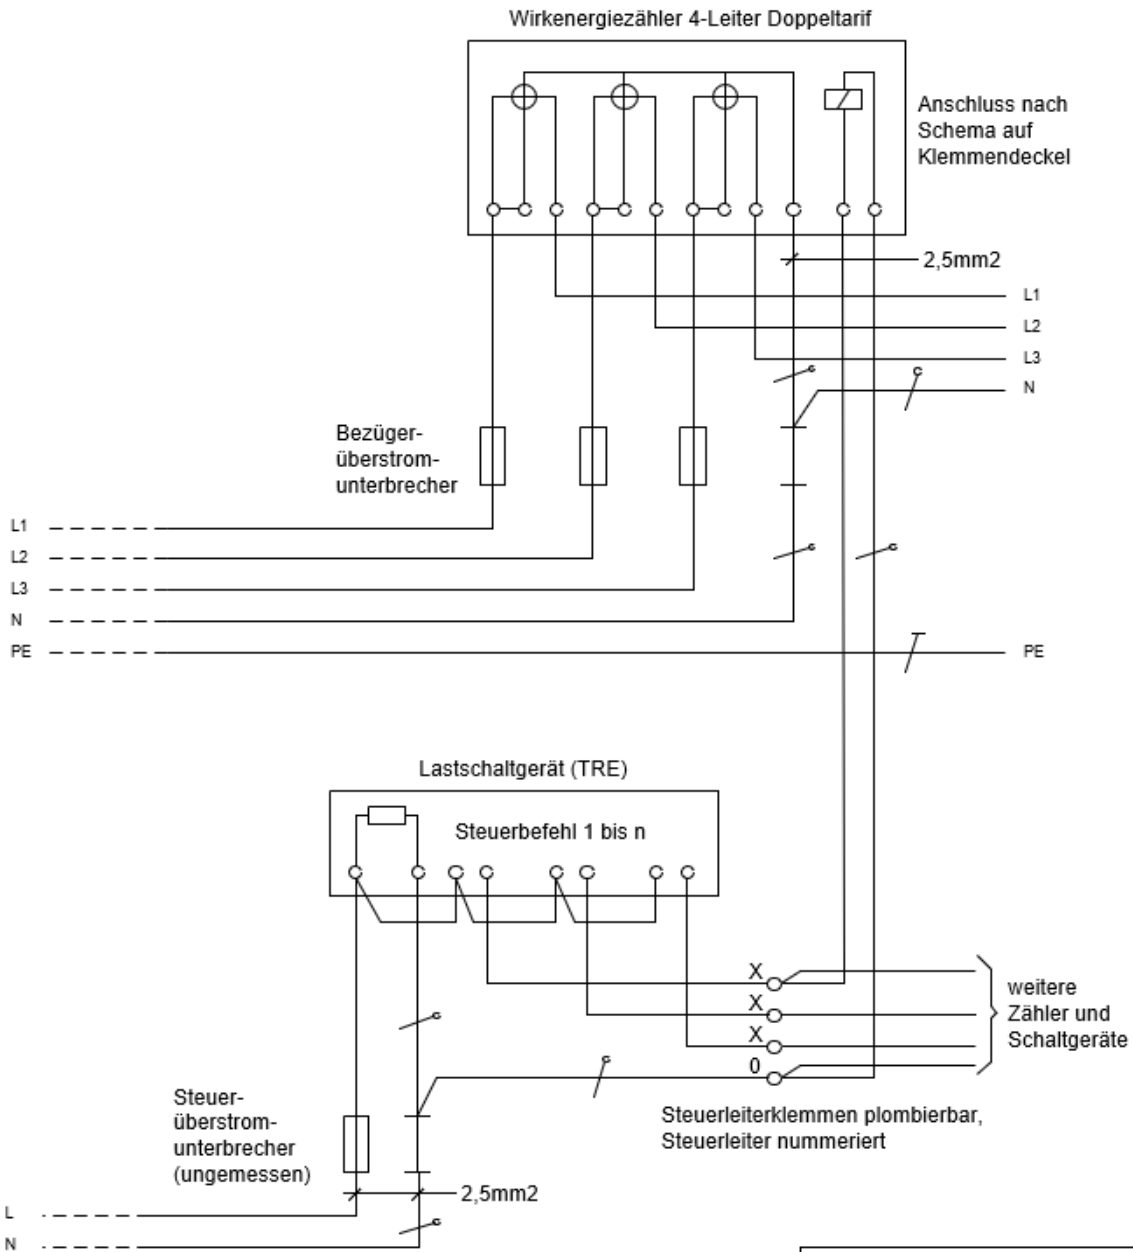 Wirkenergiezähler 4-Leiter Doppeltarif
Anschluss nach
Schema auf
Klemmendeckel
2,5mm2
L1
L2
L3
N
Bezüger-
überstrom-
unterbrecher
L1
L2
L3
N
PE
PE
Lastschaltgerät (TRE)
Steuerbefehl 1 bis n
X
X
X
0
weitere
Zähler und
Schaltgeräte
Steuerleiterklemmen plombierbar,
Steuerleiter nummeriert
Steuer-
überstrom-
unterbrecher
(ungemessen)
2,5mm2
L
N